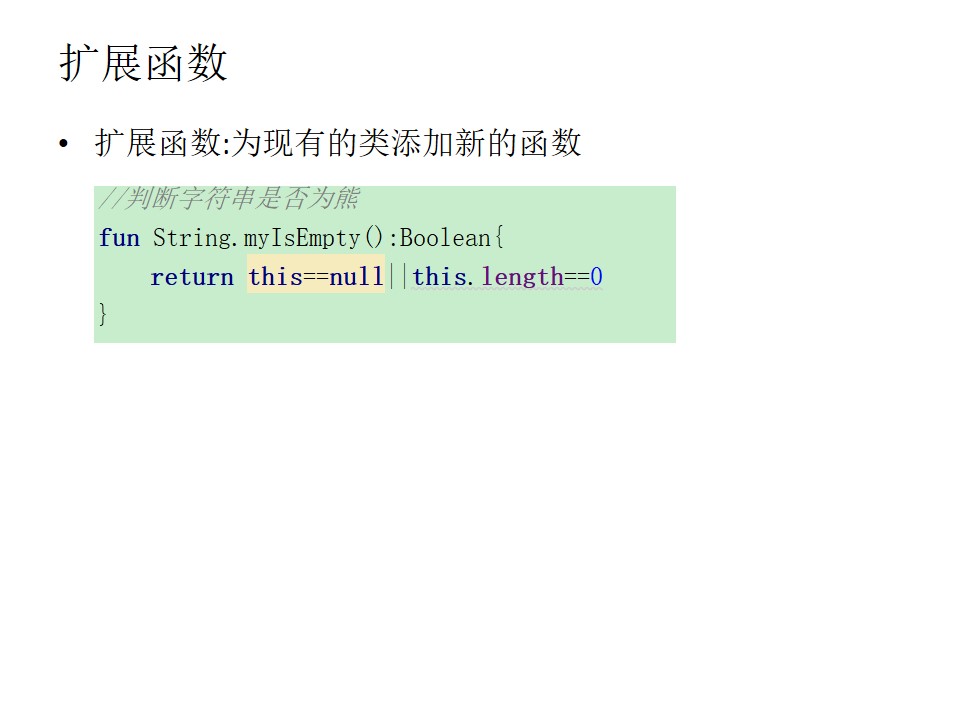 扩展函数
• 扩展函数:为现有的类添加新的函数
//判断字符串是否为熊
fun String.myIsEmpty():Boolean{
return this==null||this.length==0
}